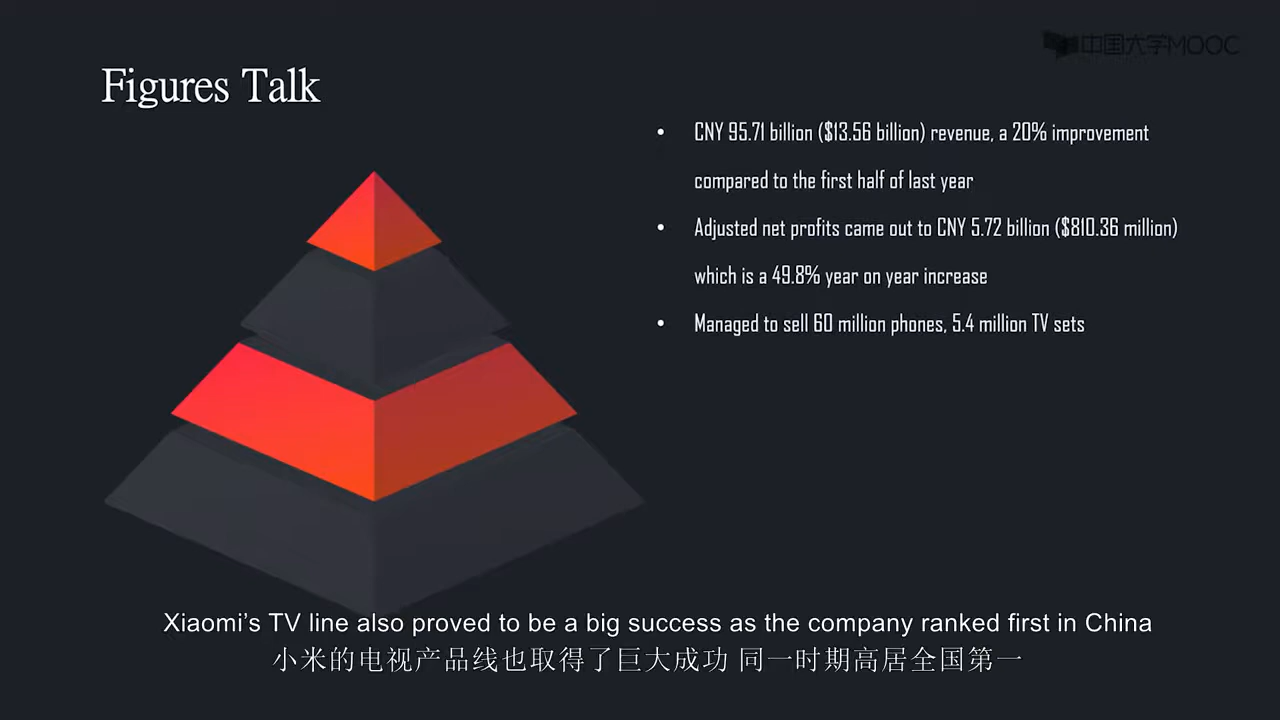 中国大学MOOC
Figures Talk
• CNY 95.71 billion ($13.56 billion) revenue, a 20% improvement
compared to the first half of last year
• Adjusted net profits came out to CNY 5.72 billion ($810.36 million)
which is a 49.8% year on year increase
• Managed to sell 60 million phones, 5.4 million TV sets
Xiaomi’s TV line also proved to be a big success as the company ranked first in China
小米的电视产品线也取得了巨大成功 同一时期高居全国第一